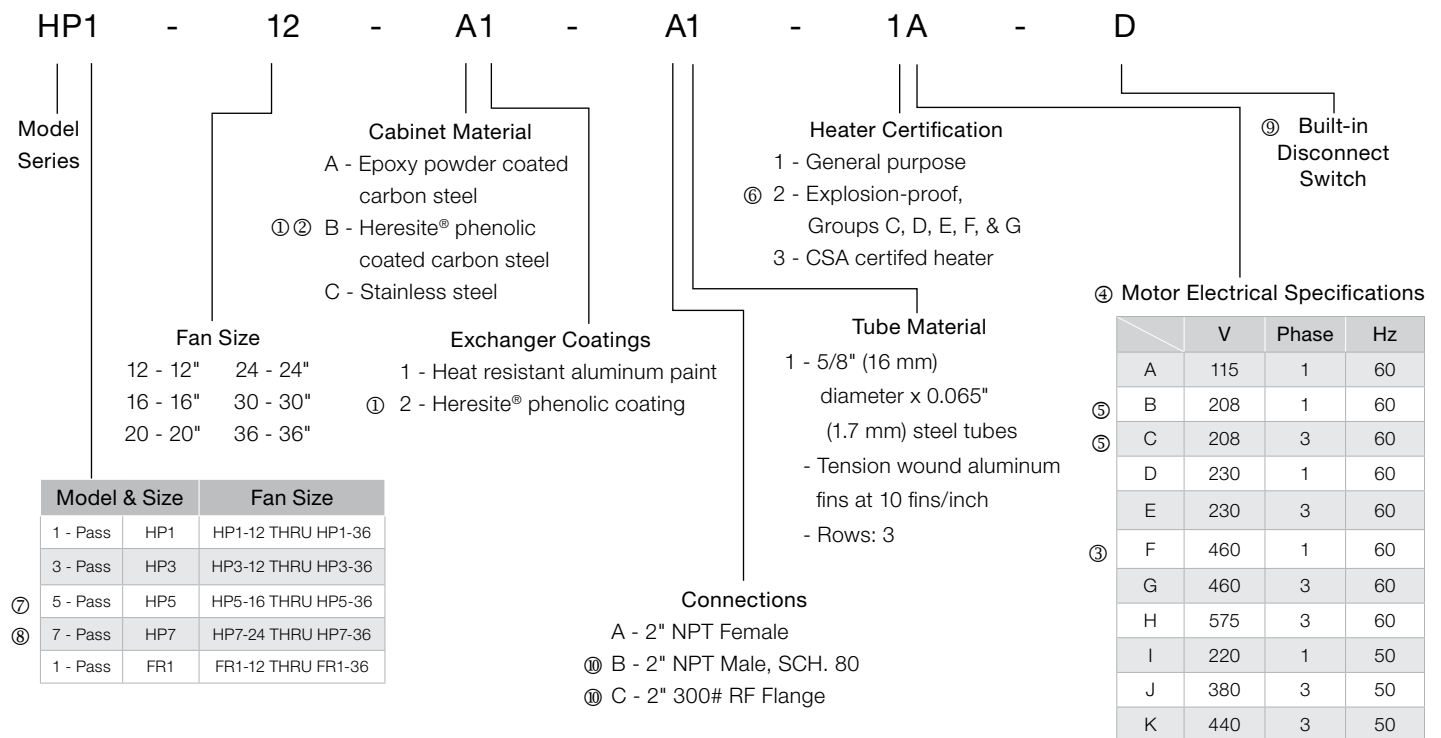 HP1 - 12 - A1 - A1 - 1A - D
Model
Series
Fan Size
12 - 12" 24 - 24"
16 - 16" 30 - 30"
20 - 20" 36 - 36"
Model & Size Fan Size
1 - Pass HP1 HP1-12 THRU HP1-36
3 - Pass HP3 HP3-12 THRU HP3-36
⑦ 5 - Pass HP5 HP5-16 THRU HP5-36
⑧ 7 - Pass HP7 HP7-24 THRU HP7-36
1 - Pass FR1 FR1-12 THRU FR1-36
Cabinet Material
A - Epoxy powder coated
carbon steel
①② B - Heresite® phenolic
coated carbon steel
C - Stainless steel
Exchanger Coatings
1 - Heat resistant aluminum paint
① 2 - Heresite® phenolic coating
Connections
A - 2" NPT Female
⑩ B - 2" NPT Male, SCH. 80
⑩ C - 2" 300# RF Flange
Tube Material
1 - 5/8" (16 mm)
diameter x 0.065"
(1.7 mm) steel tubes
- Tension wound aluminum
fins at 10 fins/inch
- Rows: 3
Heater Certification
1 - General purpose
⑥ 2 - Explosion-proof,
Groups C, D, E, F, & G
3 - CSA certifed heater
④ Motor Electrical Specifications
V Phase Hz
A 115 1 60
⑤ B 208 1 60
⑤ C 208 3 60
D 230 1 60
E 230 3 60
③ F 460 1 60
G 460 3 60
H 575 3 60
I 220 1 50
J 380 3 50
K 440 3 50
⑨ Built-in
Disconnect
Switch